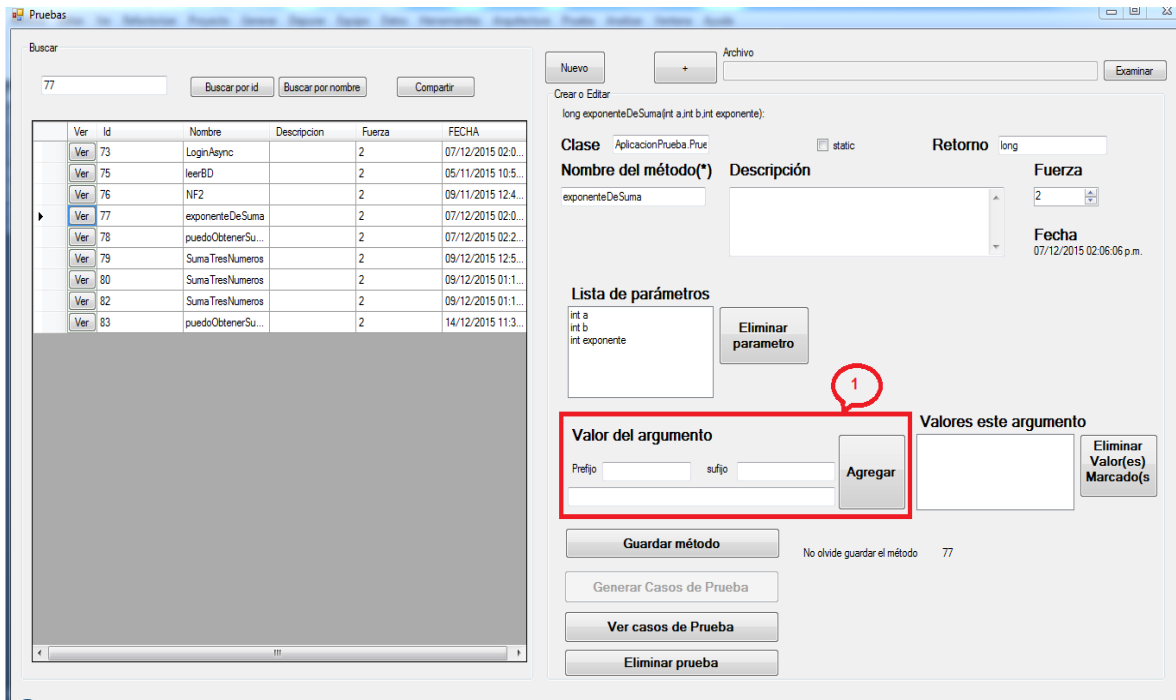 Pruebas
Buscar
77
Buscar por id
Buscar por nombre
Compartir
Ver Id Nombre Descripcion Fuerza FECHA
Ver 73 LoginAsync 2 07/12/2015 02:0...
Ver 75 leerBD 2 05/11/2015 10:5...
Ver 76 NF2 2 09/11/2015 12:4...
Ver 77 exponenteDeSuma 2 07/12/2015 02:0...
Ver 78 puedoObtenerSu... 2 07/12/2015 02:2...
Ver 79 SumaTresNumeros 2 09/12/2015 12:5...
Ver 80 SumaTresNumeros 2 09/12/2015 01:1...
Ver 82 SumaTresNumeros 2 09/12/2015 01:1...
Ver 83 puedoObtenerSu... 2 14/12/2015 11:3...
Nuevo
+
Archivo
Examinar
Crear o Editar
long exponenteDeSuma(int a,int b,int exponente):
Clase AplicacionPrueba.Prue
static
Retorno long
Nombre del método(*)
exponenteDeSuma
Descripción
Fuerza
2
Fecha
07/12/2015 02:06:06 p.m.
Lista de parámetros
int a
int b
int exponente
Eliminar
parametro
1
Valor del argumento
Prefijo
sufijo
Agregar
Valores este argumento
Eliminar
Valor(es)
Marcado(s
Guardar método
No olvide guardar el método 77
Generar Casos de Prueba
Ver casos de Prueba
Eliminar prueba